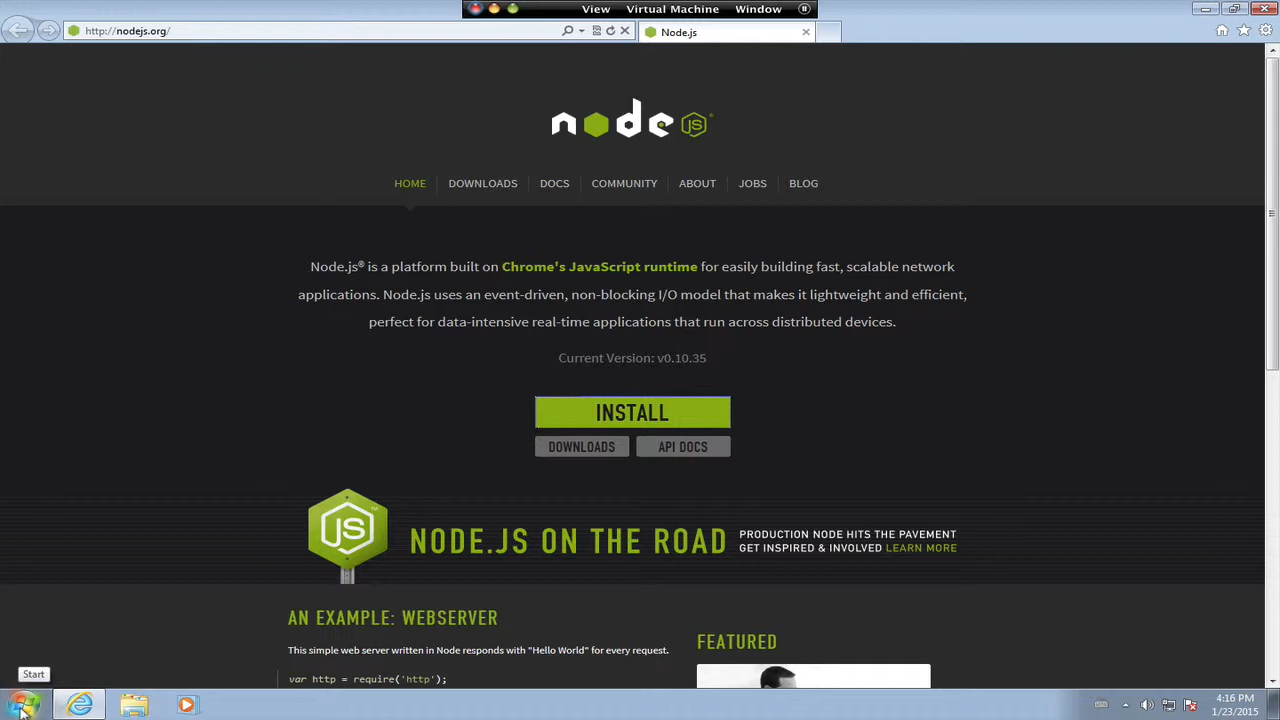 View Virtual Machine Window
http://nodejs.org/
Node.js
node JS
HOME DOWNLOADS DOCS COMMUNITY ABOUT JOBS BLOG
Node.js® is a platform built on Chrome's JavaScript runtime for easily building fast, scalable network
applications. Node.js uses an event-driven, non-blocking I/O model that makes it lightweight and efficient,
perfect for data-intensive real-time applications that run across distributed devices.
Current Version: v0.10.35
INSTALL
DOWNLOADS API DOCS
JS™
NODE.JS ON THE ROAD
PRODUCTION NODE HITS THE PAVEMENT
GET INSPIRED & INVOLVED LEARN MORE
AN EXAMPLE: WEBSERVER
FEATURED
This simple web server written in Node responds with "Hello World" for every request.
var http = require('http');
Start
4:16 PM
1/23/2015